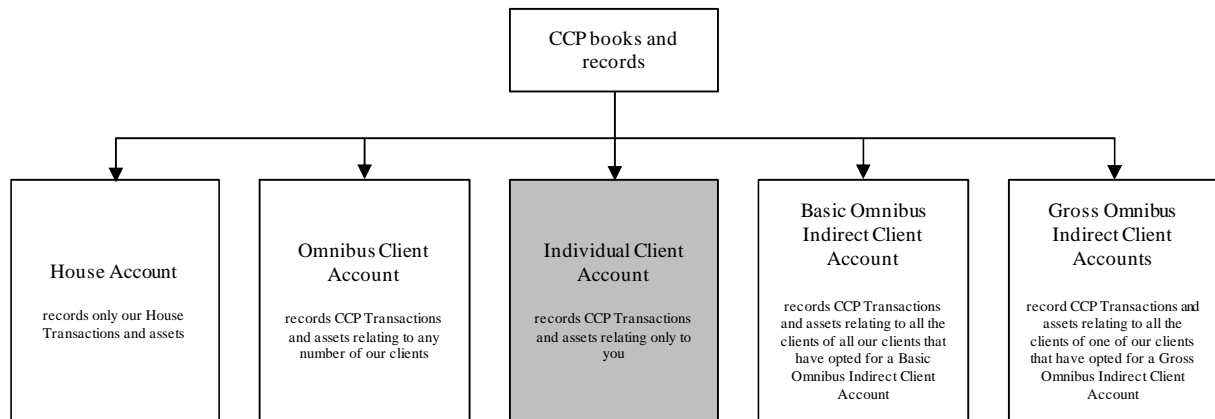 CCP books and
records
House Account
records only our House
Transactions and assets
Omnibus Client
Account
records CCP Transactions
and assets relating to any
number of our clients
Individual Client
Account
records CCP Transactions
and assets relating only to
you
Basic Omnibus
Indirect Client
Account
records CCP Transactions
and assets relating to all the
clients of all our clients that
have opted for a Basic
Omnibus Indirect Client
Account
Gross Omnibus
Indirect Client
Accounts
record CCP Transactions and
assets relating to all the
clients of one of our clients
that have opted for a Gross
Omnibus Indirect Client
Account